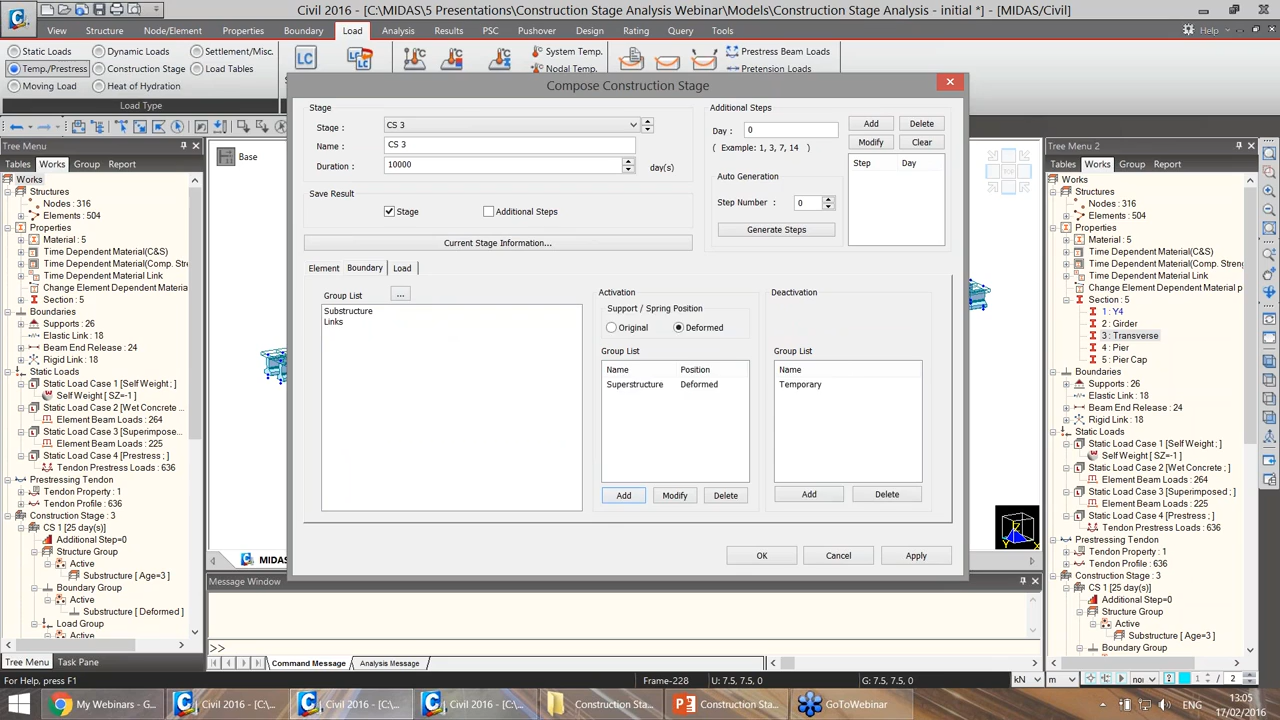 Civil 2016 - [C:\MIDAS\5 Presentations\Construction Stage Analysis Webinar\Models\Construction Stage Analysis - initial *] - [MIDAS/Civil]
View Structure Node/Element Properties Boundary Load Analysis Results PSC Pushover Design Rating Query Tools Help
Static Loads Dynamic Loads Settlement/Misc.
Temp./Prestress Construction Stage Load Tables
Moving Load Heat of Hydration
Load Type
LC
System Temp.
Nodal Temp.
Prestress Beam Loads
Pretension Loads
Tree Menu
Tables Works Group Report
Works
Structures
Nodes : 316
Elements : 504
Properties
Material : 5
Time Dependent Material(C&S)
Time Dependent Material(Comp. Streng
Time Dependent Material Link
Change Element Dependent Materia
Section : 5
Boundaries
Supports : 26
Elastic Link : 18
Beam End Release : 24
Rigid Link : 18
Static Loads
Static Load Case 1 [Self Weight ; ]
Self Weight [ SZ=-1 ]
Static Load Case 2 [Wet Concrete ...
Element Beam Loads : 264
Static Load Case 3 [Superimpose...
Element Beam Loads : 225
Static Load Case 4 [Prestress ; ]
Tendon Prestress Loads : 636
Prestressing Tendon
Tendon Property : 1
Tendon Profile : 636
Construction Stage : 3
CS 1 [25 day(s)]
Additional Step=0
Structure Group
Active
Substructure [ Age=3 ]
Boundary Group
Active
Substructure [ Deformed ]
Load Group
Active
Tree Menu Task Pane
Base
MIDAS
Compose Construction Stage
Stage
Stage : CS 3
Name : CS 3
Duration : 10000 day(s)
Save Result
Stage Additional Steps
Current Stage Information...
Additional Steps
Day : 0
( Example: 1, 3, 7, 14 )
Auto Generation
Step Number : 0
Generate Steps
Add Delete
Modify Clear
Step Day
Element Boundary Load
Group List ...
Substructure
Links
Activation
Support / Spring Position
Original Deformed
Group List
Name Position
Superstructure Deformed
Add Modify Delete
Deactivation
Group List
Name
Temporary
Add Delete
OK Cancel Apply
Message Window
>>
Command Message Analysis Message
Tree Menu 2
Tables Works Group Report
Works
Structures
Nodes : 316
Elements : 504
Properties
Material : 5
Time Dependent Material(C&S)
Time Dependent Material(Comp. Streng
Time Dependent Material Link
Change Element Dependent Material p
Section : 5
1 : Y4
2 : Girder
3 : Transverse
4 : Pier
5 : Pier Cap
Boundaries
Supports : 26
Elastic Link : 18
Beam End Release : 24
Rigid Link : 18
Static Loads
Static Load Case 1 [Self Weight ; ]
Self Weight [ SZ=-1 ]
Static Load Case 2 [Wet Concrete ; ]
Element Beam Loads : 264
Static Load Case 3 [Superimposed ; ]
Element Beam Loads : 225
Static Load Case 4 [Prestress ; ]
Tendon Prestress Loads : 636
Prestressing Tendon
Tendon Property : 1
Tendon Profile : 636
Construction Stage : 3
CS 1 [25 day(s)]
Additional Step=0
Structure Group
Active
Substructure [ Age=3 ]
Boundary Group
For Help, press F1 Frame-228 U: 7.5, 7.5, 0 G: 7.5, 7.5, 0 kN m non 1 / 2
My Webinars - G... Civil 2016 - [C:\... Civil 2016 - [C:\... Civil 2016 - [C:\... Construction Sta... Construction Sta... GoToWebinar ENG 13:05
17/02/2016